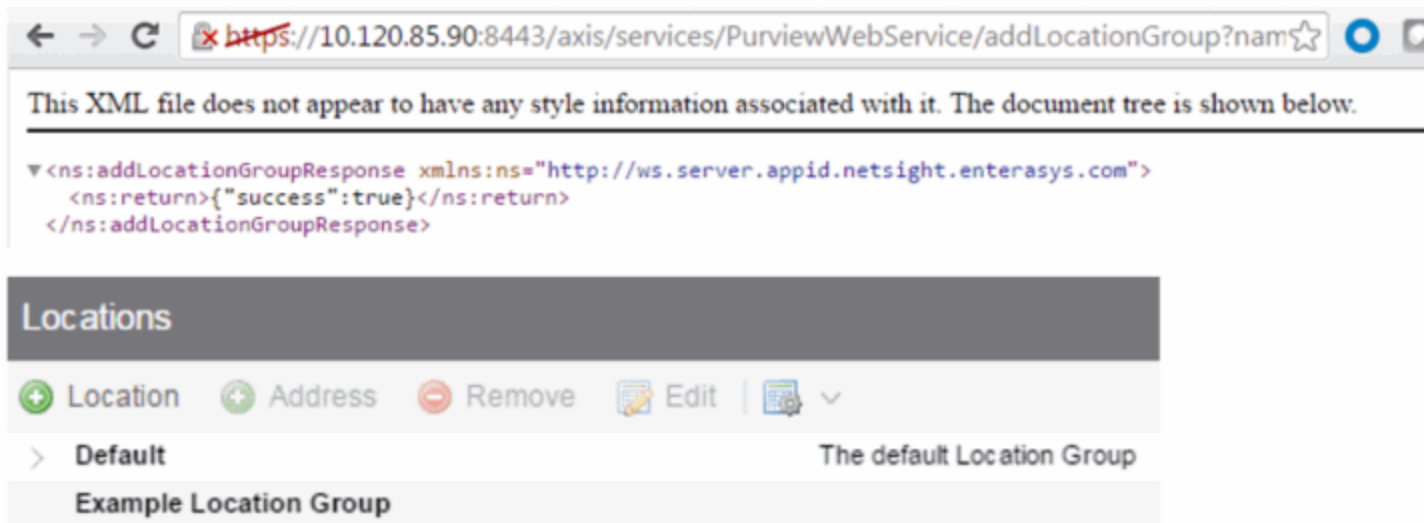 https://10.120.85.90:8443/axis/services/PurviewWebService/addLocationGroup?nam
This XML file does not appear to have any style information associated with it. The document tree is shown below.
▼<ns:addLocationGroupResponse xmlns:ns="http://ws.server.appid.netsight.enterasys.com">
<ns:return>{"success":true}</ns:return>
</ns:addLocationGroupResponse>
Locations
Location Address Remove Edit
Default The default Location Group
Example Location Group